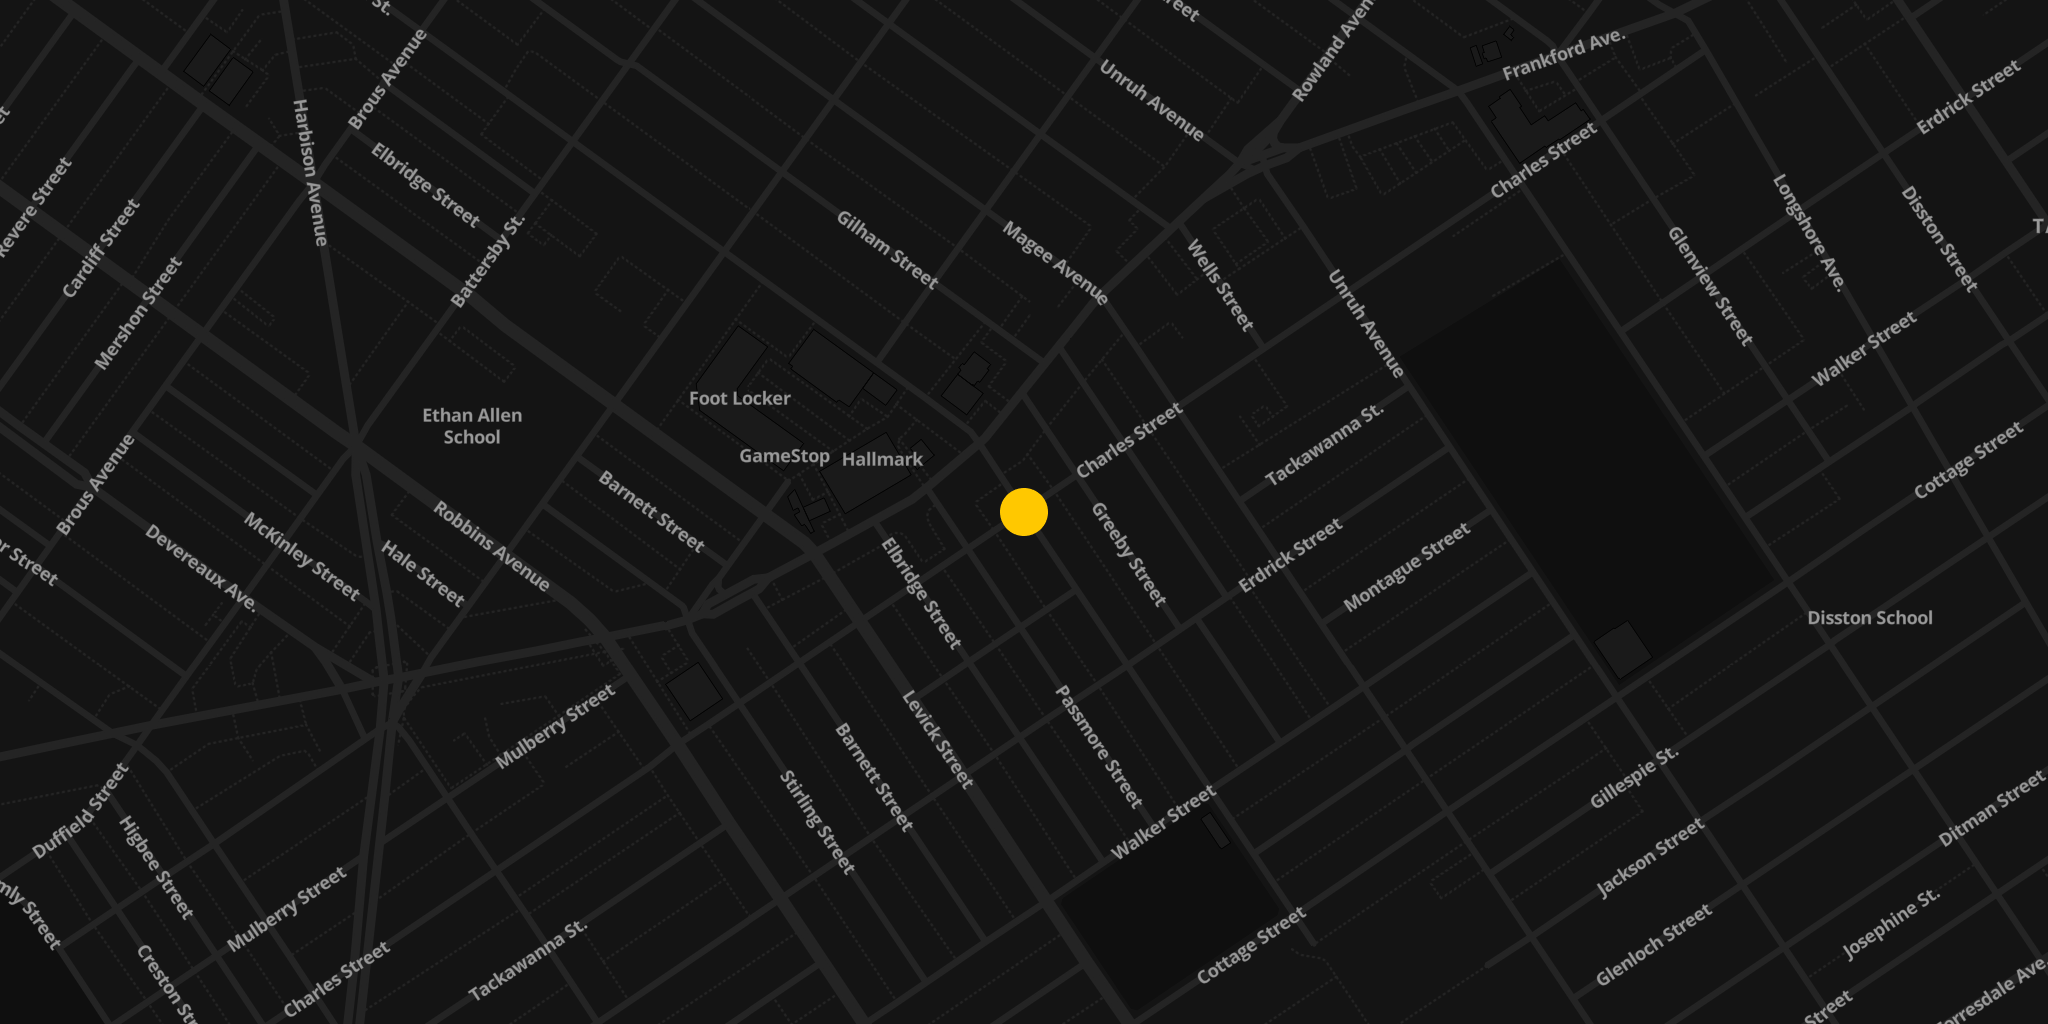 St.
Street
Rowland Aven
Frankford Ave.
Brous Avenue
Unruh Avenue
Erdrick Street
Harbison Avenue
Elbridge Street
Charles Street
Revere Street
Cardiff Street
Battersby St.
Gilham Street
Magee Avenue
Wells Street
Longshore Ave.
Disston Street
Mershon Street
Unruh Avenue
Glenview Street
Walker Street
Foot Locker
Ethan Allen
School
GameStop
Hallmark
Charles Street
Tackawanna St.
Cottage Street
Brous Avenue
Barnett Street
Robbins Avenue
McKinley Street
Devereaux Ave.
Hale Street
Elbridge Street
Greeby Street
Erdrick Street
Montague Street
Disston School
r Street
Mulberry Street
Levick Street
Passmore Street
Barnett Street
Stirling Street
Walker Street
Gillespie St.
Ditman Street
Duffield Street
Higbee Street
Jackson Street
mly Street
Mulberry Street
Charles Street
Tackawanna St.
Cottage Street
Glenloch Street
Josephine St.
Creston Str
Street
orresdale Ave.